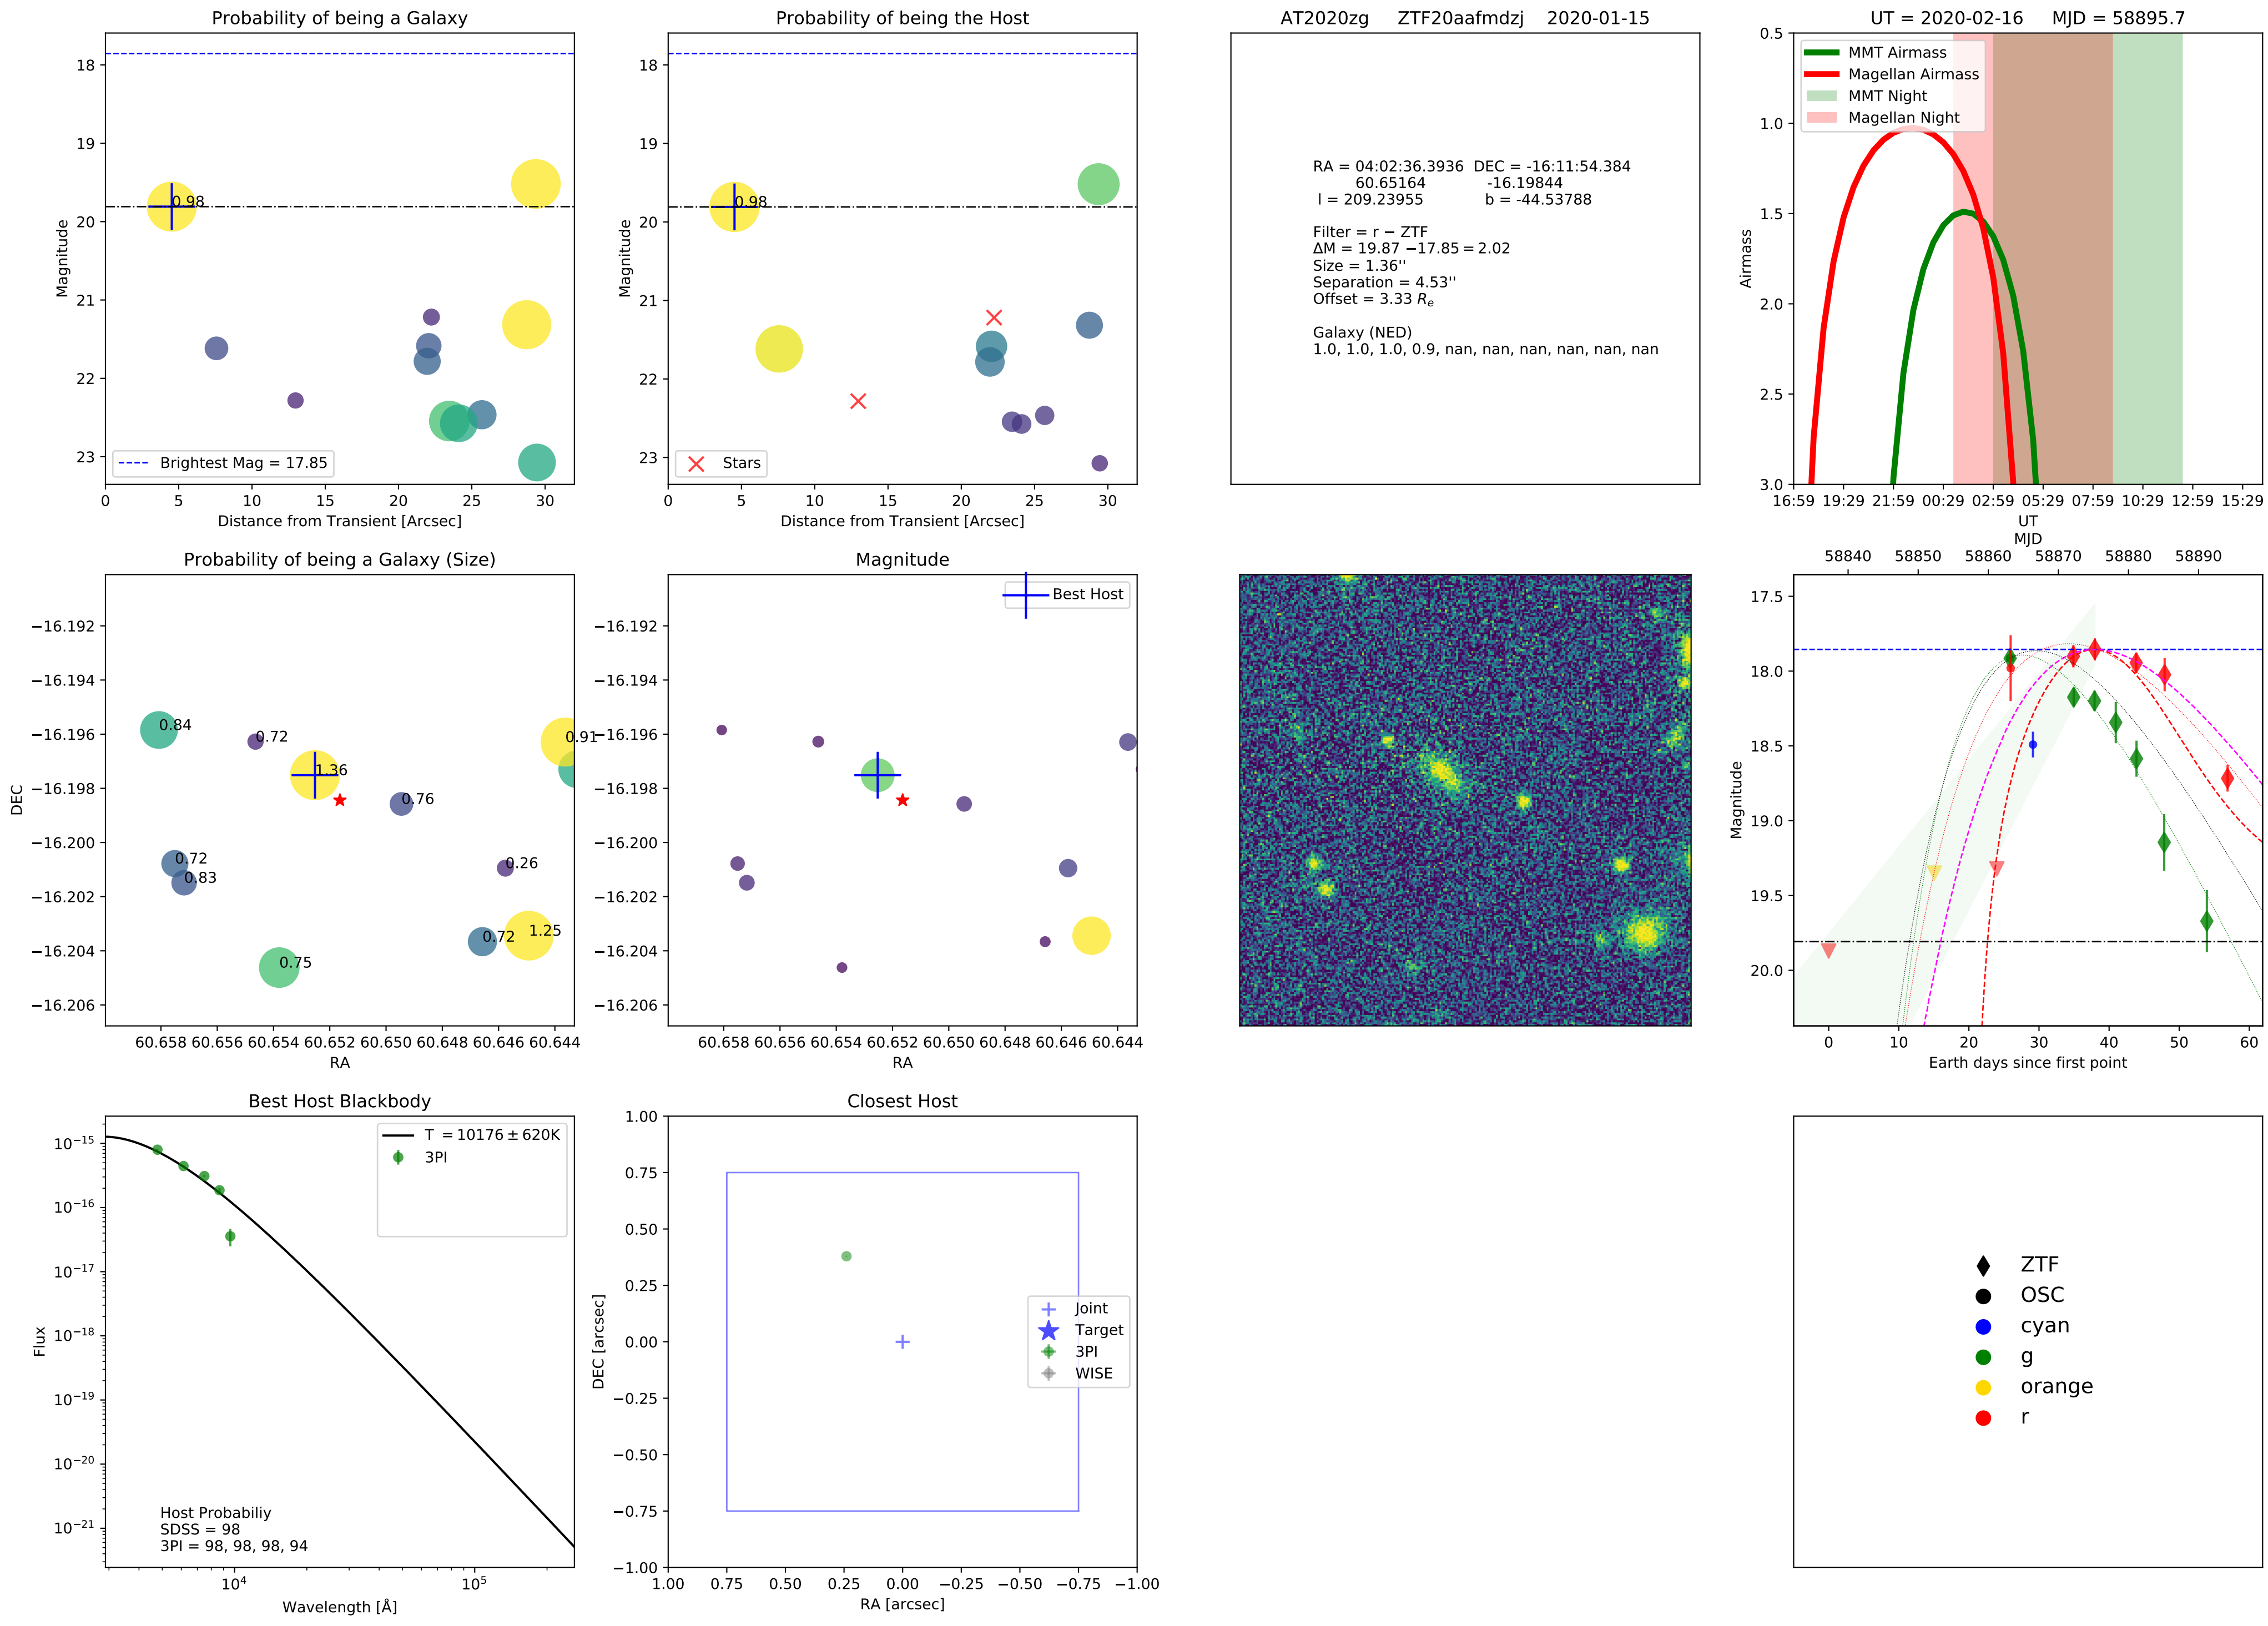 Probability of being a Galaxy
Magnitude
18
19
20
21
22
23
0.98
Brightest Mag = 17.85
0 5 10 15 20 25 30
Distance from Transient [Arcsec]
Probability of being the Host
Magnitude
18
19
20
21
22
23
0.98
Stars
0 5 10 15 20 25 30
Distance from Transient [Arcsec]
AT2020zg ZTF20aafmdzj 2020-01-15
RA = 04:02:36.3936 DEC = -16:11:54.384
60.65164 -16.19844
l = 209.23955 b = -44.53788
Filter = r − ZTF
ΔM = 19.87 −17.85 = 2.02
Size = 1.36''
Separation = 4.53''
Offset = 3.33 Rₑ
Galaxy (NED)
1.0, 1.0, 1.0, 0.9, nan, nan, nan, nan, nan, nan
UT = 2020-02-16 MJD = 58895.7
Airmass
0.5
1.0
1.5
2.0
2.5
3.0
MMT Airmass
Magellan Airmass
MMT Night
Magellan Night
16:59 19:29 21:59 00:29 02:59 05:29 07:59 10:29 12:59 15:29
UT
Probability of being a Galaxy (Size)
DEC
−16.192
−16.194
−16.196
−16.198
−16.200
−16.202
−16.204
−16.206
0.84
0.72
0.91
1.36
0.76
0.72
0.83
0.26
0.72
1.25
0.75
60.658 60.656 60.654 60.652 60.650 60.648 60.646 60.644
RA
Magnitude
−16.192
−16.194
−16.196
−16.198
−16.200
−16.202
−16.204
−16.206
Best Host
60.658 60.656 60.654 60.652 60.650 60.648 60.646 60.644
RA
MJD
58840 58850 58860 58870 58880 58890
Magnitude
17.5
18.0
18.5
19.0
19.5
20.0
0 10 20 30 40 50 60
Earth days since first point
Best Host Blackbody
Flux
10⁻¹⁵
10⁻¹⁶
10⁻¹⁷
10⁻¹⁸
10⁻¹⁹
10⁻²⁰
10⁻²¹
T = 10176 ± 620K
3PI
Host Probabiliy
SDSS = 98
3PI = 98, 98, 98, 94
10⁴ 10⁵
Wavelength [Å]
Closest Host
DEC [arcsec]
1.00
0.75
0.50
0.25
0.00
−0.25
−0.50
−0.75
−1.00
Joint
Target
3PI
WISE
1.00 0.75 0.50 0.25 0.00 −0.25 −0.50 −0.75 −1.00
RA [arcsec]
ZTF
OSC
cyan
g
orange
r